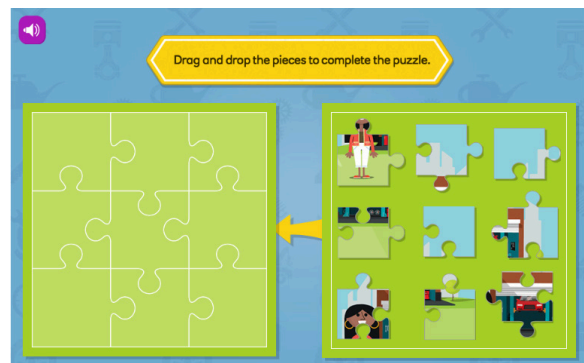 Drag and drop the pieces to complete the puzzle.